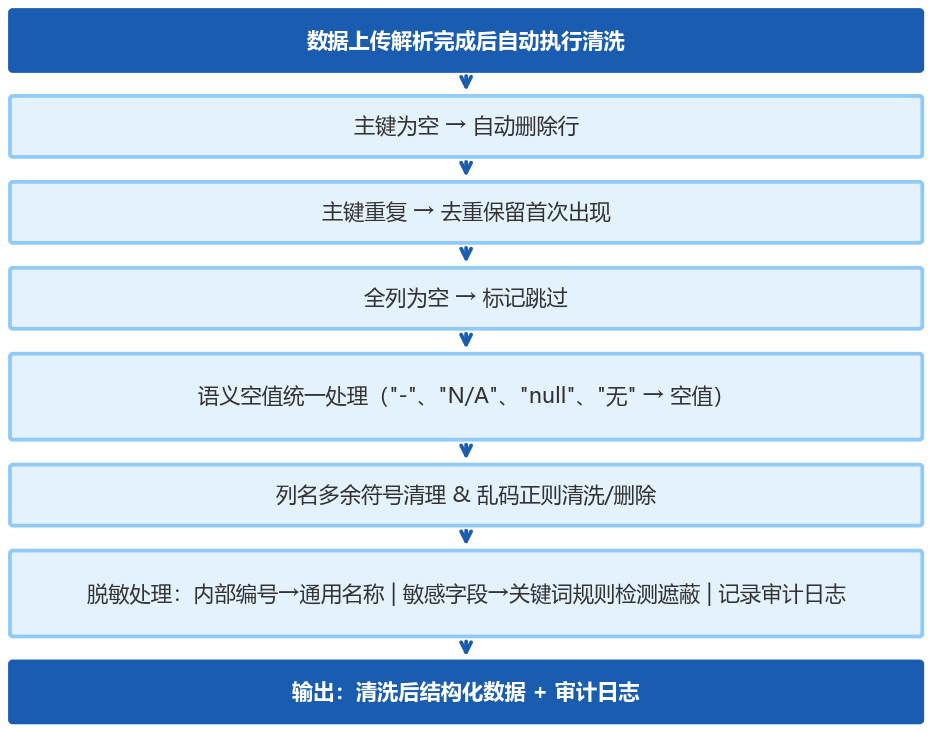 数据上传解析完成后自动执行清洗
主键为空 → 自动删除行
主键重复 → 去重保留首次出现
全列为空 → 标记跳过
语义空值统一处理（"-"、"N/A"、"null"、"无" → 空值）
列名多余符号清理 & 乱码正则清洗/删除
脱敏处理：内部编号→通用名称 | 敏感字段→关键词规则检测遮蔽 | 记录审计日志
输出：清洗后结构化数据 + 审计日志